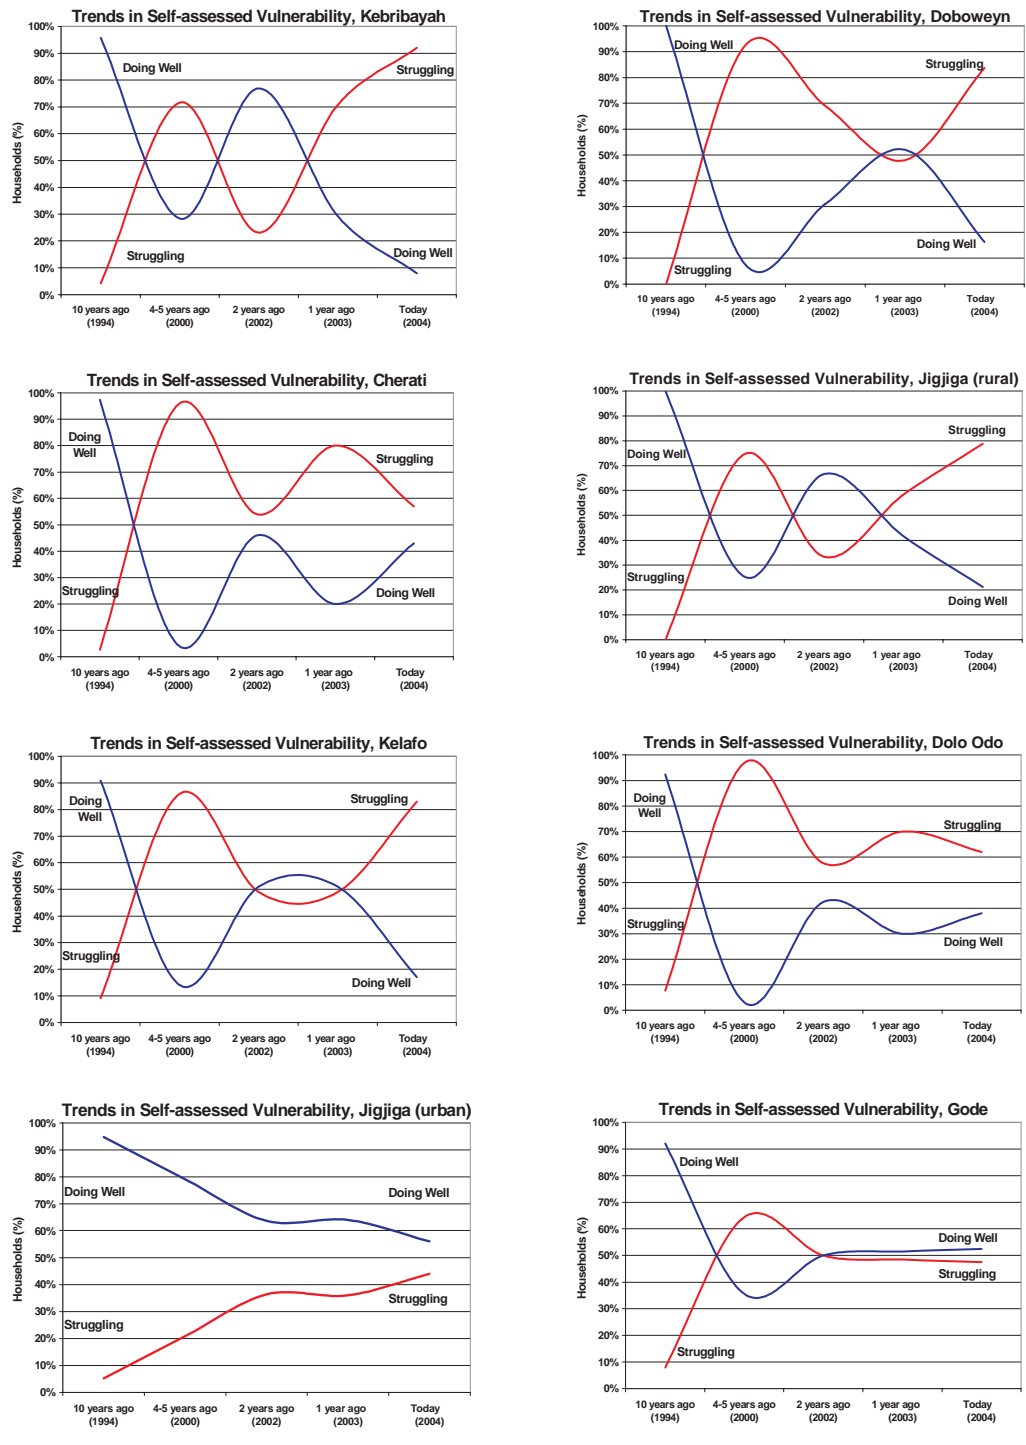 Trends in Self-assessed Vulnerability, Kebribayah
100%
90%
80%
70%
60%
50%
40%
30%
20%
10%
0%
Households (%)
Doing Well
Struggling
Struggling
Doing Well
10 years ago (1994)
4-5 years ago (2000)
2 years ago (2002)
1 year ago (2003)
Today (2004)
Trends in Self-assessed Vulnerability, Doboweyn
100%
90%
80%
70%
60%
50%
40%
30%
20%
10%
0%
Households (%)
Doing Well
Struggling
Struggling
Doing Well
10 years ago (1994)
4-5 years ago (2000)
2 years ago (2002)
1 year ago (2003)
Today (2004)
Trends in Self-assessed Vulnerability, Cherati
100%
90%
80%
70%
60%
50%
40%
30%
20%
10%
0%
Households (%)
Doing Well
Struggling
Struggling
Doing Well
10 years ago (1994)
4-5 years ago (2000)
2 years ago (2002)
1 years ago (2003)
Today (2004)
Trends in Self-assessed Vulnerability, Jigjiga (rural)
100%
90%
80%
70%
60%
50%
40%
30%
20%
10%
0%
Households (%)
Doing Well
Struggling
Struggling
Doing Well
10 years ago (1994)
4-5 years ago (2000)
2 years ago (2002)
1 year ago (2003)
Today (2004)
Trends in Self-assessed Vulnerability, Kelafo
100%
90%
80%
70%
60%
50%
40%
30%
20%
10%
0%
Households (%)
Doing Well
Struggling
Struggling
Doing Well
10 years ago (1994)
4-5 years ago (2000)
2 years ago (2002)
1 year ago (2003)
Today (2004)
Trends in Self-assessed Vulnerability, Dolo Odo
100%
90%
80%
70%
60%
50%
40%
30%
20%
10%
0%
Households (%)
Doing Well
Struggling
Struggling
Doing Well
10 years ago (1994)
4-5 years ago (2000)
2 years ago (2002)
1 year ago (2003)
Today (2004)
Trends in Self-assessed Vulnerability, Jigjiga (urban)
100%
90%
80%
70%
60%
50%
40%
30%
20%
10%
0%
Households (%)
Doing Well
Doing Well
Struggling
Struggling
10 years ago (1994)
4-5 years ago (2000)
2 years ago (2002)
1 year ago (2003)
Today (2004)
Trends in Self-assessed Vulnerability, Gode
100%
90%
80%
70%
60%
50%
40%
30%
20%
10%
0%
Households (%)
Doing Well
Doing Well
Struggling
Struggling
10 years ago (1994)
4-5 years ago (2000)
2 years ago (2002)
1 year ago (2003)
Today (2004)